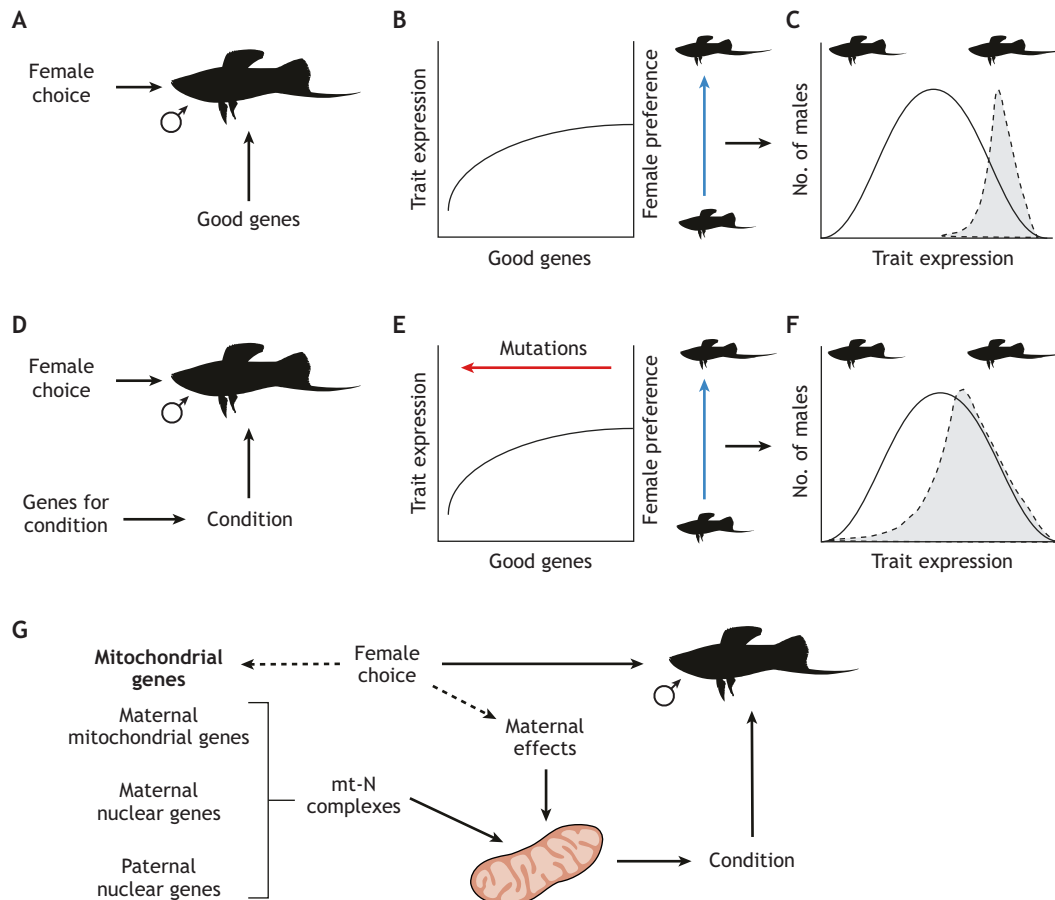 A
Female
choice
♂
Good genes
B
Trait expression
Good genes
Female preference
C
No. of males
Trait expression
D
Female
choice
♂
Genes for
condition
Condition
E
Mutations
Trait expression
Good genes
Female preference
F
No. of males
Trait expression
G
Mitochondrial
genes
Female
choice
♂
Maternal
mitochondrial genes
Maternal
effects
Maternal
nuclear genes
mt-N
complexes
Paternal
nuclear genes
Condition